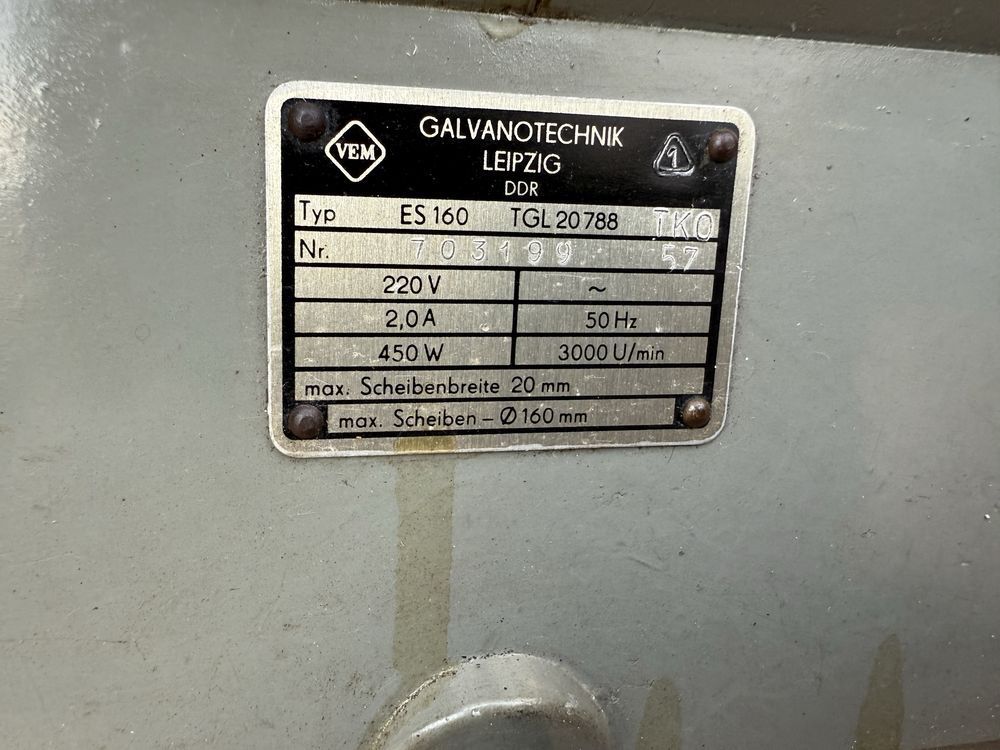 VEM
GALVANOTECHNIK
LEIPZIG
DDR
1
Typ ES 160 TGL 20788 TKO
Nr. 703199 57
220 V ~
2,0 A 50 Hz
450 W 3000 U/min
max. Scheibenbreite 20 mm
max. Scheiben – Ø 160 mm